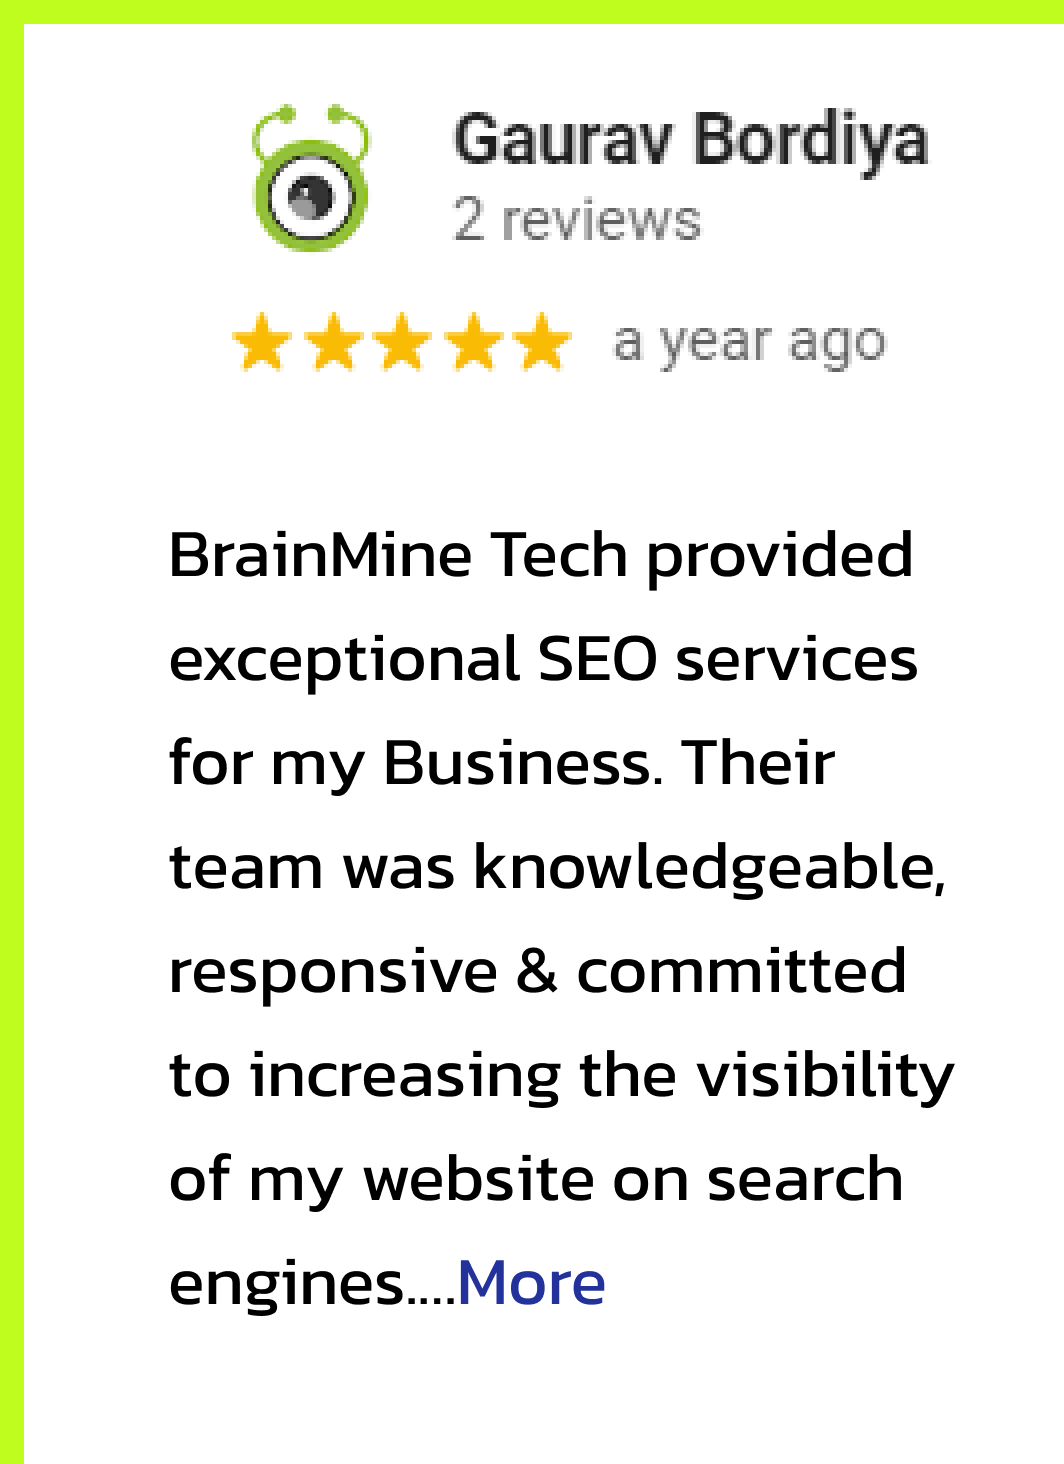 Gaurav Bordiya
2 reviews
a year ago
BrainMine Tech provided
exceptional SEO services
for my Business. Their
team was knowledgeable,
responsive & committed
to increasing the visibility
of my website on search
engines....More